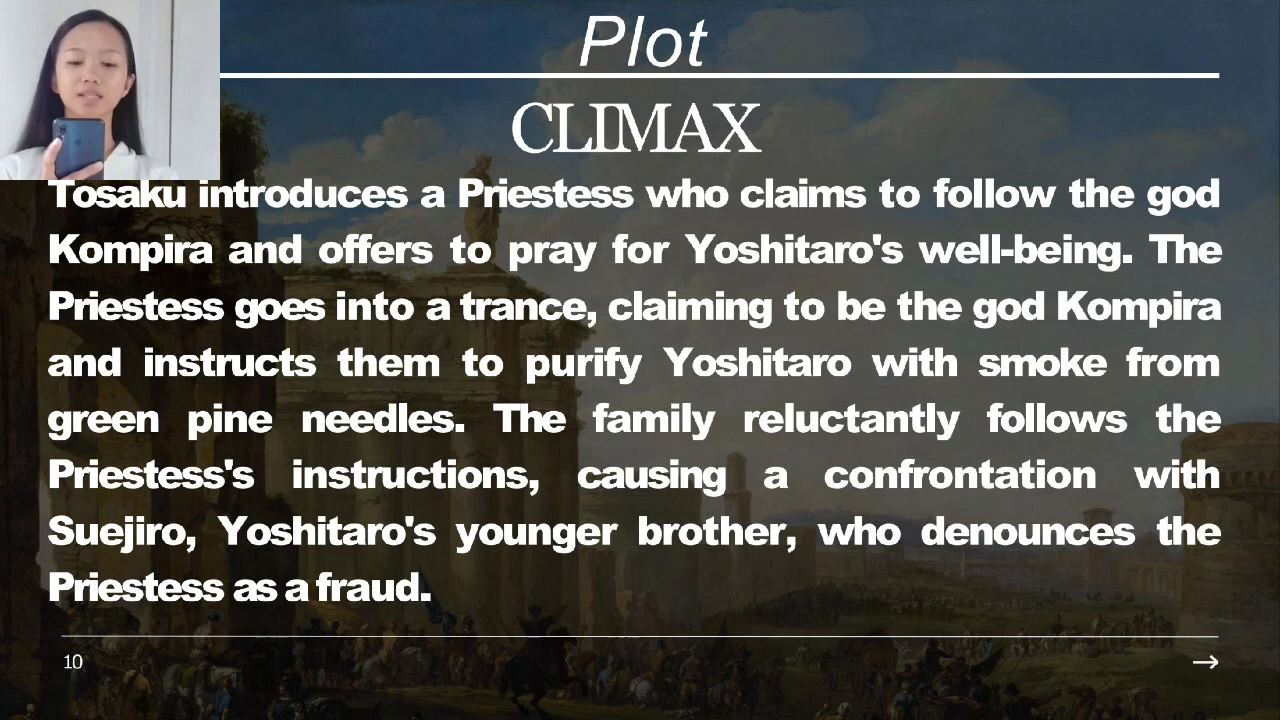 Plot
CLIMAX
Tosaku introduces a Priestess who claims to follow the god
Kompira and offers to pray for Yoshitaro's well-being. The
Priestess goes into a trance, claiming to be the god Kompira
and instructs them to purify Yoshitaro with smoke from
green pine needles. The family reluctantly follows the
Priestess's instructions, causing a confrontation with
Suejiro, Yoshitaro's younger brother, who denounces the
Priestess as a fraud.
10